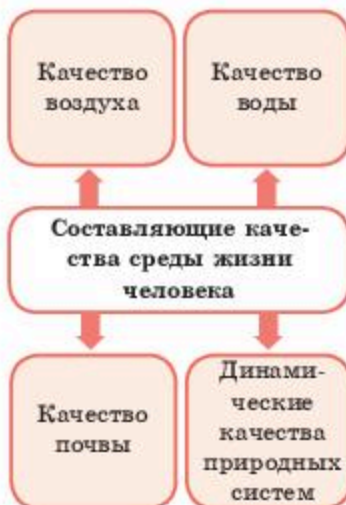 Качество
воздуха
Качество
воды
Составляющие каче-
ства среды жизни
человека
Качество
почвы
Динами-
ческие
качества
природных
систем